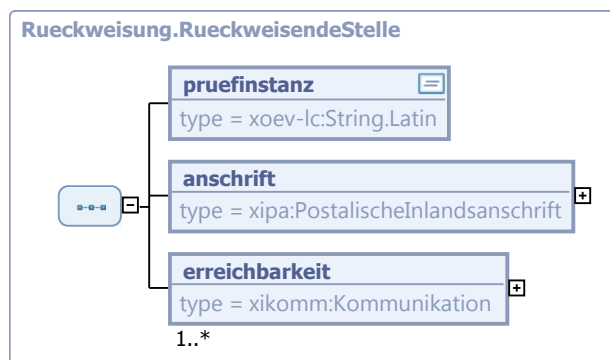 Rueckweisung.RueckweisendeStelle
pruefinstanz
type = xoev-lc:String.Latin
anschrift
type = xipa:PostalischeInlandsanschrift
erreichbarkeit
type = xikomm:Kommunikation
1..*